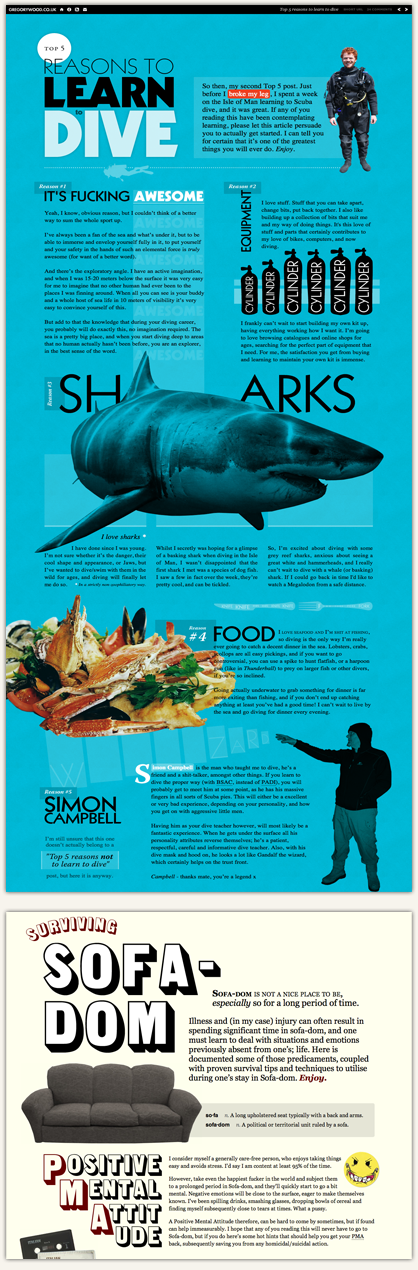 GREGORYWOOD.CO.UK
Top 5 reasons to learn to dive
TOP 5
REASONS TO
LEARN
to
DIVE
So then, my second Top 5 post. Just
before I broke my leg, I spent a week
on the Isle of Man learning to Scuba
dive, and it was great. If any of you
reading this have been contemplating
learning, please let this article persuade
you to actually get started. I can tell you
for certain that it's one of the greatest
things you will ever do. Enjoy.
Reason #1
IT'S FUCKING AWESOME
Yeah, I know, obvious reason, but I couldn't think of a better
way to sum the whole sport up.
I've always been a fan of the sea and what's under it, but to be
able to immerse and envelop yourself fully in it, to put yourself
and your safety in the hands of such an elemental force is truly
awesome (for want of a better word).
And there's the exploratory angle. I have an active imagination,
and when I was 15-20 meters below the surface it was very easy
for me to imagine that no other human had ever been to the
places I was finning around. When all you can see is your buddy
and a whole host of sea life in 10 meters of visibility it's very
easy to convince yourself of this.
But add to that the knowledge that during your diving career,
you probably will do exactly this, no imagination required. The
sea is a pretty big place, and when you start diving deep to areas
that no human actually hasn't been before, you are an explorer,
in the best sense of the word.
Reason #2
EQUIPMENT
I love stuff. Stuff that you can take apart,
change bits, put back together. I also like
building up a collection of bits that suit me
and my way of doing things. It's this love of
stuff and parts that certainly contributes to
my love of bikes, computers, and now
diving.
CYLINDER
CYLINDER
CYLINDER
CYLINDER
CYLINDER
CYLINDER
I frankly can't wait to start building my own kit up,
having everything working how I want it. I'm going
to love browsing catalogues and online shops for
ages, searching for the perfect part of equipment that
I need. For me, the satisfaction you get from buying
and learning to maintain your own kit is immense.
Reason #3
SHARKS
I love sharks
I have done since I was young.
I'm not sure whether it's the danger, their
cool shape and appearance, or Jaws, but
I've wanted to dive/swim with them in the
wild for ages, and diving will finally let
me do so.
Whilst I secretly was hoping for a glimpse
of a basking shark when diving in the Isle
of Man, I wasn't disappointed that the
first shark I met was a species of dog fish.
I saw a few in fact over the week, they're
pretty cool, and can be tickled.
So, I'm excited about diving with some
grey reef sharks, anxious about seeing a
great white and hammerheads, and I really
can't wait to dive with a whale (or basking)
shark. If I could go back in time I'd like to
watch a Megalodon from a safe distance.
Reason
#4
FOOD
I LOVE SEAFOOD AND I'M SHIT AT FISHING,
so diving is the only way I'm really
ever going to catch a decent dinner in the sea. Lobsters, crabs,
scallops are all easy pickings, and if you want to go
controversial, you can use a spike to hunt flatfish, or a harpoon
gun (like in Thunderball) to prey on larger fish or other divers,
if you're so inclined.
Going actually underwater to grab something for dinner is far
more exiting than fishing, and if you don't end up catching
anything at least you've had a good time! I can't wait to live by
the sea and go diving for dinner every evening.
WIZARD
Reason #5
SIMON
CAMPBELL
I'm still unsure that this one
doesn't actually belong to a
"Top 5 reasons not
to learn to dive"
post, but here it is anyway.
Simon Campbell is the man who taught me to dive, he's a
friend and a shit-talker, amongst other things. If you learn to
dive the proper way (with BSAC, instead of PADI), you will
probably get to meet him at some point, as he has his massive
fingers in all sorts of Scuba pies. This will either be a excellent
or very bad experience, depending on your personality, and how
you get on with aggressive little men.
Having him as your dive teacher however, will most likely be a
fantastic experience. When he gets under the surface all his
personality attributes reverse themselves; he's a patient,
respectful, careful and informative dive teacher. Also, with his
dive mask and hood on, he looks a lot like Gandalf the wizard,
which certainly helps on the trust front.
Campbell - thanks mate, you're a legend x
SURVIVING
SOFA-
DOM
SOFA-DOM IS NOT A NICE PLACE TO BE,
especially so for a long period of time.
Illness and (in my case) injury can often result in
spending significant time in sofa-dom, and one
must learn to deal with situations and emotions
previously absent from one's; life. Here is
documented some of those predicaments, coupled
with proven survival tips and techniques to utilise
during one's stay in Sofa-dom. Enjoy.
so·fa n. A long upholstered seat typically with a back and arms.
sofa·dom n. A political or territorial unit ruled by a sofa.
POSITIVE
MENTAL
ATTIT
UDE
I consider myself a generally care-free person, who enjoys taking things
easy and avoids stress. I'd say I am content at least 95% of the time.
However, take even the happiest fucker in the world and subject them
to a prolonged period in Sofa-dom, and they'll quickly start to go a bit
mental. Negative emotions will be close to the surface, eager to make themselves
known. I've been spilling drinks, smashing glasses, dropping bowls of cereal and
finding myself subsequently close to tears at times. What a pussy.
A Positive Mental Attitude therefore, can be hard to come by sometimes, but if found
can help immeasurably. I hope that any of you reading this will never have to go to
Sofa-dom, but if you do here's some hot hints that should help you get your PMA
back, subsequently saving you from any homicidal/suicidal action.